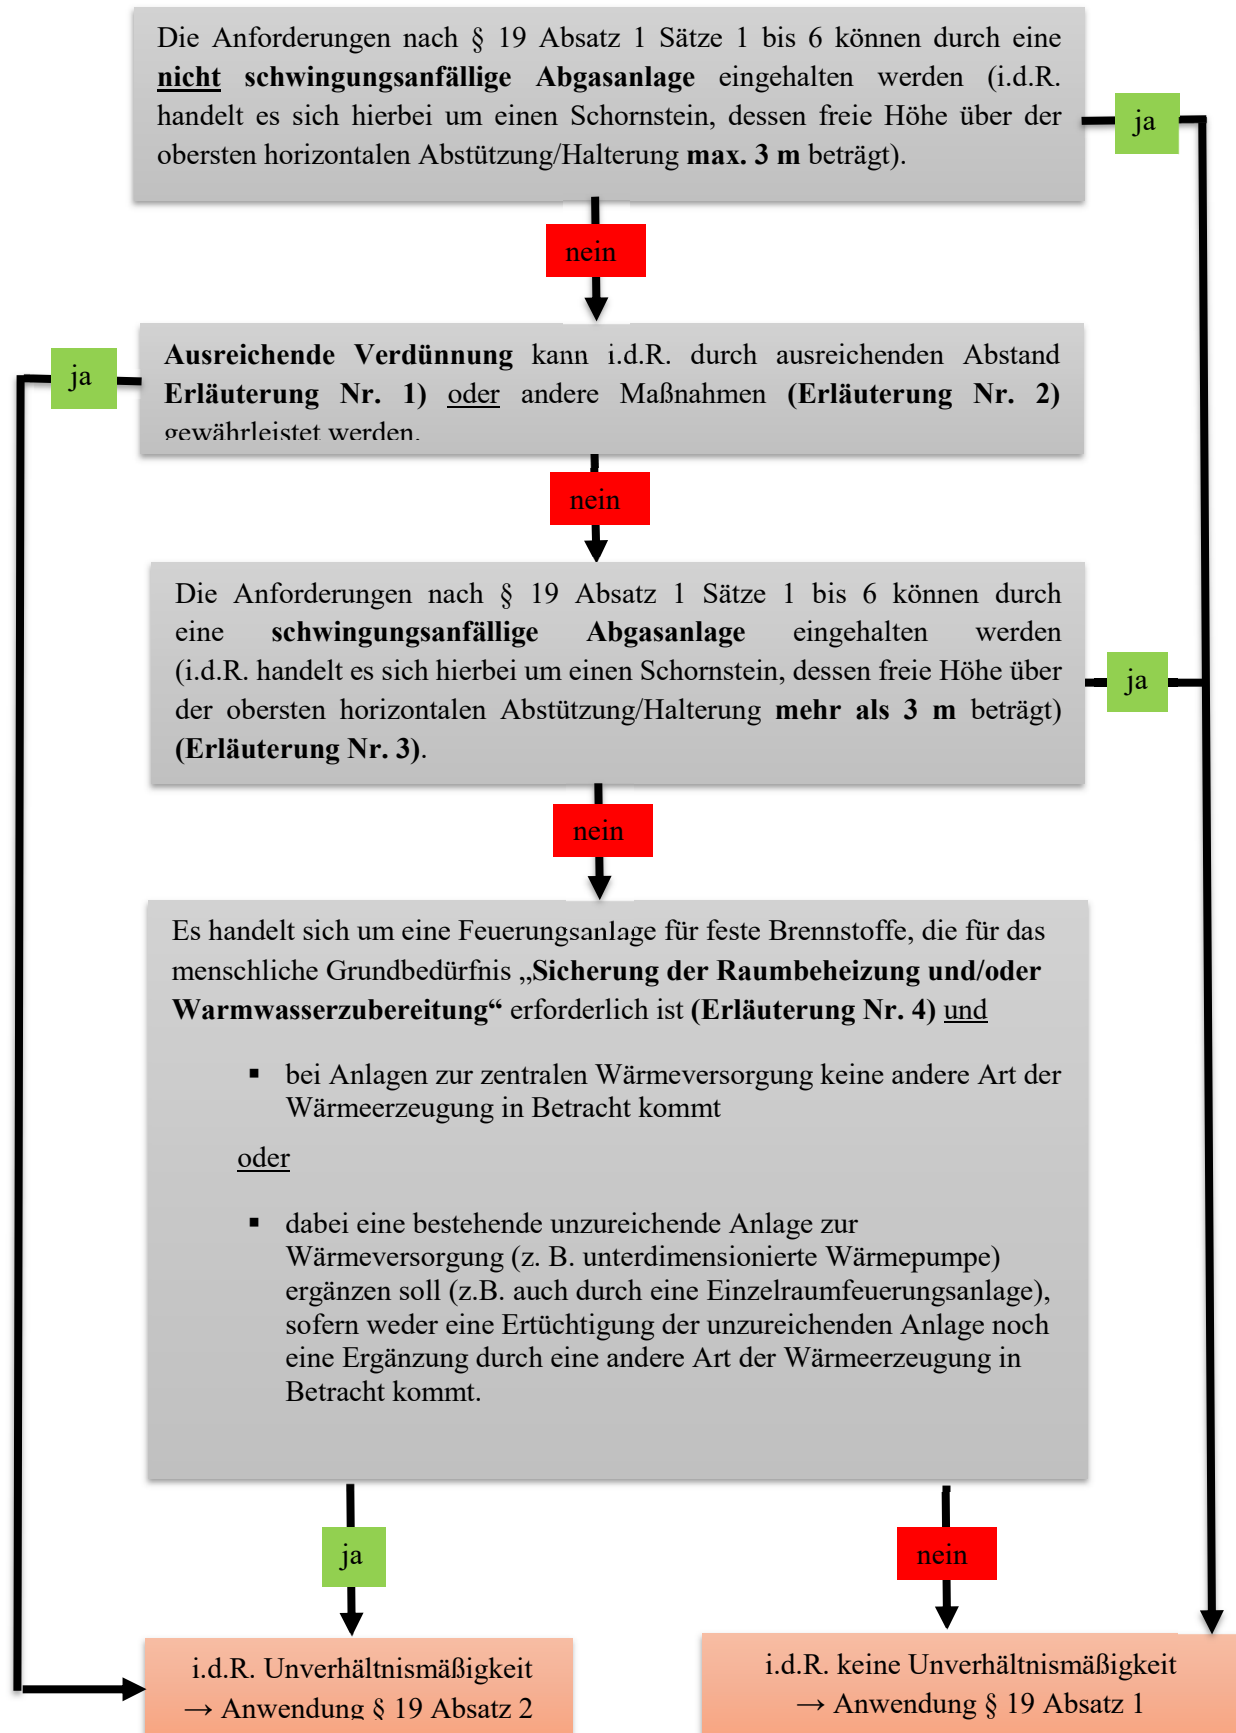 Die Anforderungen nach § 19 Absatz 1 Sätze 1 bis 6 können durch eine
nicht schwingungsanfällige Abgasanlage eingehalten werden (i.d.R.
handelt es sich hierbei um einen Schornstein, dessen freie Höhe über der
obersten horizontalen Abstützung/Halterung max. 3 m beträgt).
ja
nein
Ausreichende Verdünnung kann i.d.R. durch ausreichenden Abstand
Erläuterung Nr. 1) oder andere Maßnahmen (Erläuterung Nr. 2)
gewährleistet werden.
ja
nein
Die Anforderungen nach § 19 Absatz 1 Sätze 1 bis 6 können durch
eine schwingungsanfällige Abgasanlage eingehalten werden
(i.d.R. handelt es sich hierbei um einen Schornstein, dessen freie Höhe über
der obersten horizontalen Abstützung/Halterung mehr als 3 m beträgt)
(Erläuterung Nr. 3).
ja
nein
Es handelt sich um eine Feuerungsanlage für feste Brennstoffe, die für das
menschliche Grundbedürfnis „Sicherung der Raumbeheizung und/oder
Warmwasserzubereitung“ erforderlich ist (Erläuterung Nr. 4) und
▪ bei Anlagen zur zentralen Wärmeversorgung keine andere Art der
Wärmeerzeugung in Betracht kommt
oder
▪ dabei eine bestehende unzureichende Anlage zur
Wärmeversorgung (z. B. unterdimensionierte Wärmepumpe)
ergänzen soll (z.B. auch durch eine Einzelraumfeuerungsanlage),
sofern weder eine Ertüchtigung der unzureichenden Anlage noch
eine Ergänzung durch eine andere Art der Wärmeerzeugung in
Betracht kommt.
ja
nein
i.d.R. Unverhältnismäßigkeit
→ Anwendung § 19 Absatz 2
i.d.R. keine Unverhältnismäßigkeit
→ Anwendung § 19 Absatz 1